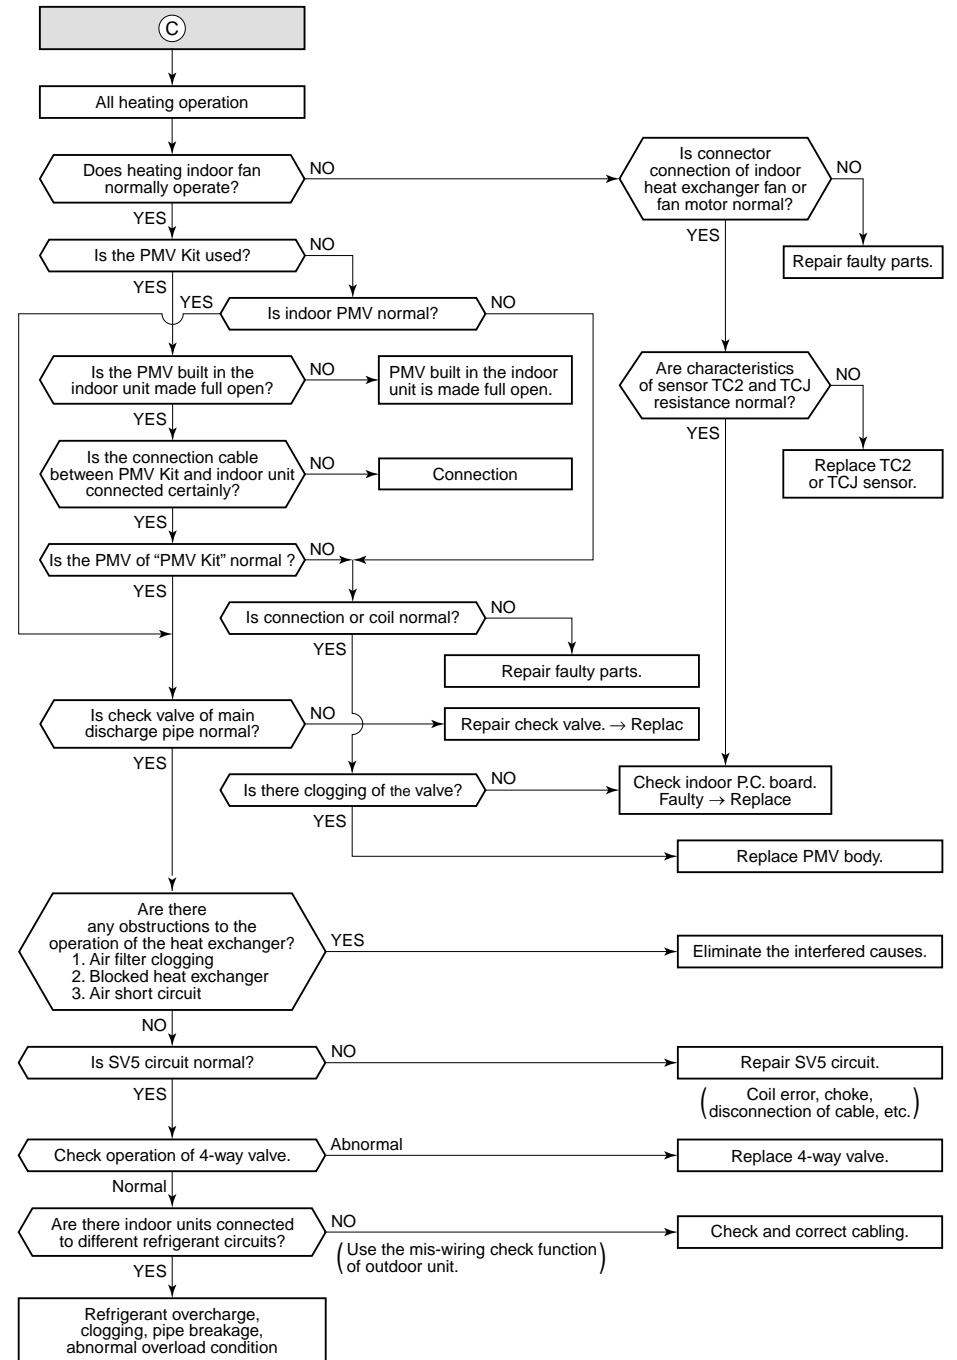 C
All heating operation
Does heating indoor fan
normally operate?
NO
YES
Is connector
connection of indoor
heat exchanger fan or
fan motor normal?
NO
YES
Repair faulty parts.
Is the PMV Kit used?
NO
YES
YES
Is indoor PMV normal?
NO
Is the PMV built in the
indoor unit made full open?
NO
YES
PMV built in the indoor
unit is made full open.
Are characteristics
of sensor TC2 and TCJ
resistance normal?
NO
YES
Replace TC2
or TCJ sensor.
Is the connection cable
between PMV Kit and indoor unit
connected certainly?
NO
YES
Connection
Is the PMV of “PMV Kit” normal ?
NO
YES
Is connection or coil normal?
NO
YES
Repair faulty parts.
Is check valve of main
discharge pipe normal?
NO
YES
Repair check valve. → Replac
Is there clogging of the valve?
NO
YES
Check indoor P.C. board.
Faulty → Replace
Replace PMV body.
Are there
any obstructions to the
operation of the heat exchanger?
1. Air filter clogging
2. Blocked heat exchanger
3. Air short circuit
YES
NO
Eliminate the interfered causes.
Is SV5 circuit normal?
NO
YES
Repair SV5 circuit.
(Coil error, choke,
disconnection of cable, etc.)
Check operation of 4-way valve.
Abnormal
Normal
Replace 4-way valve.
Are there indoor units connected
to different refrigerant circuits?
NO
(Use the mis-wiring check function
of outdoor unit.)
YES
Check and correct cabling.
Refrigerant overcharge,
clogging, pipe breakage,
abnormal overload condition